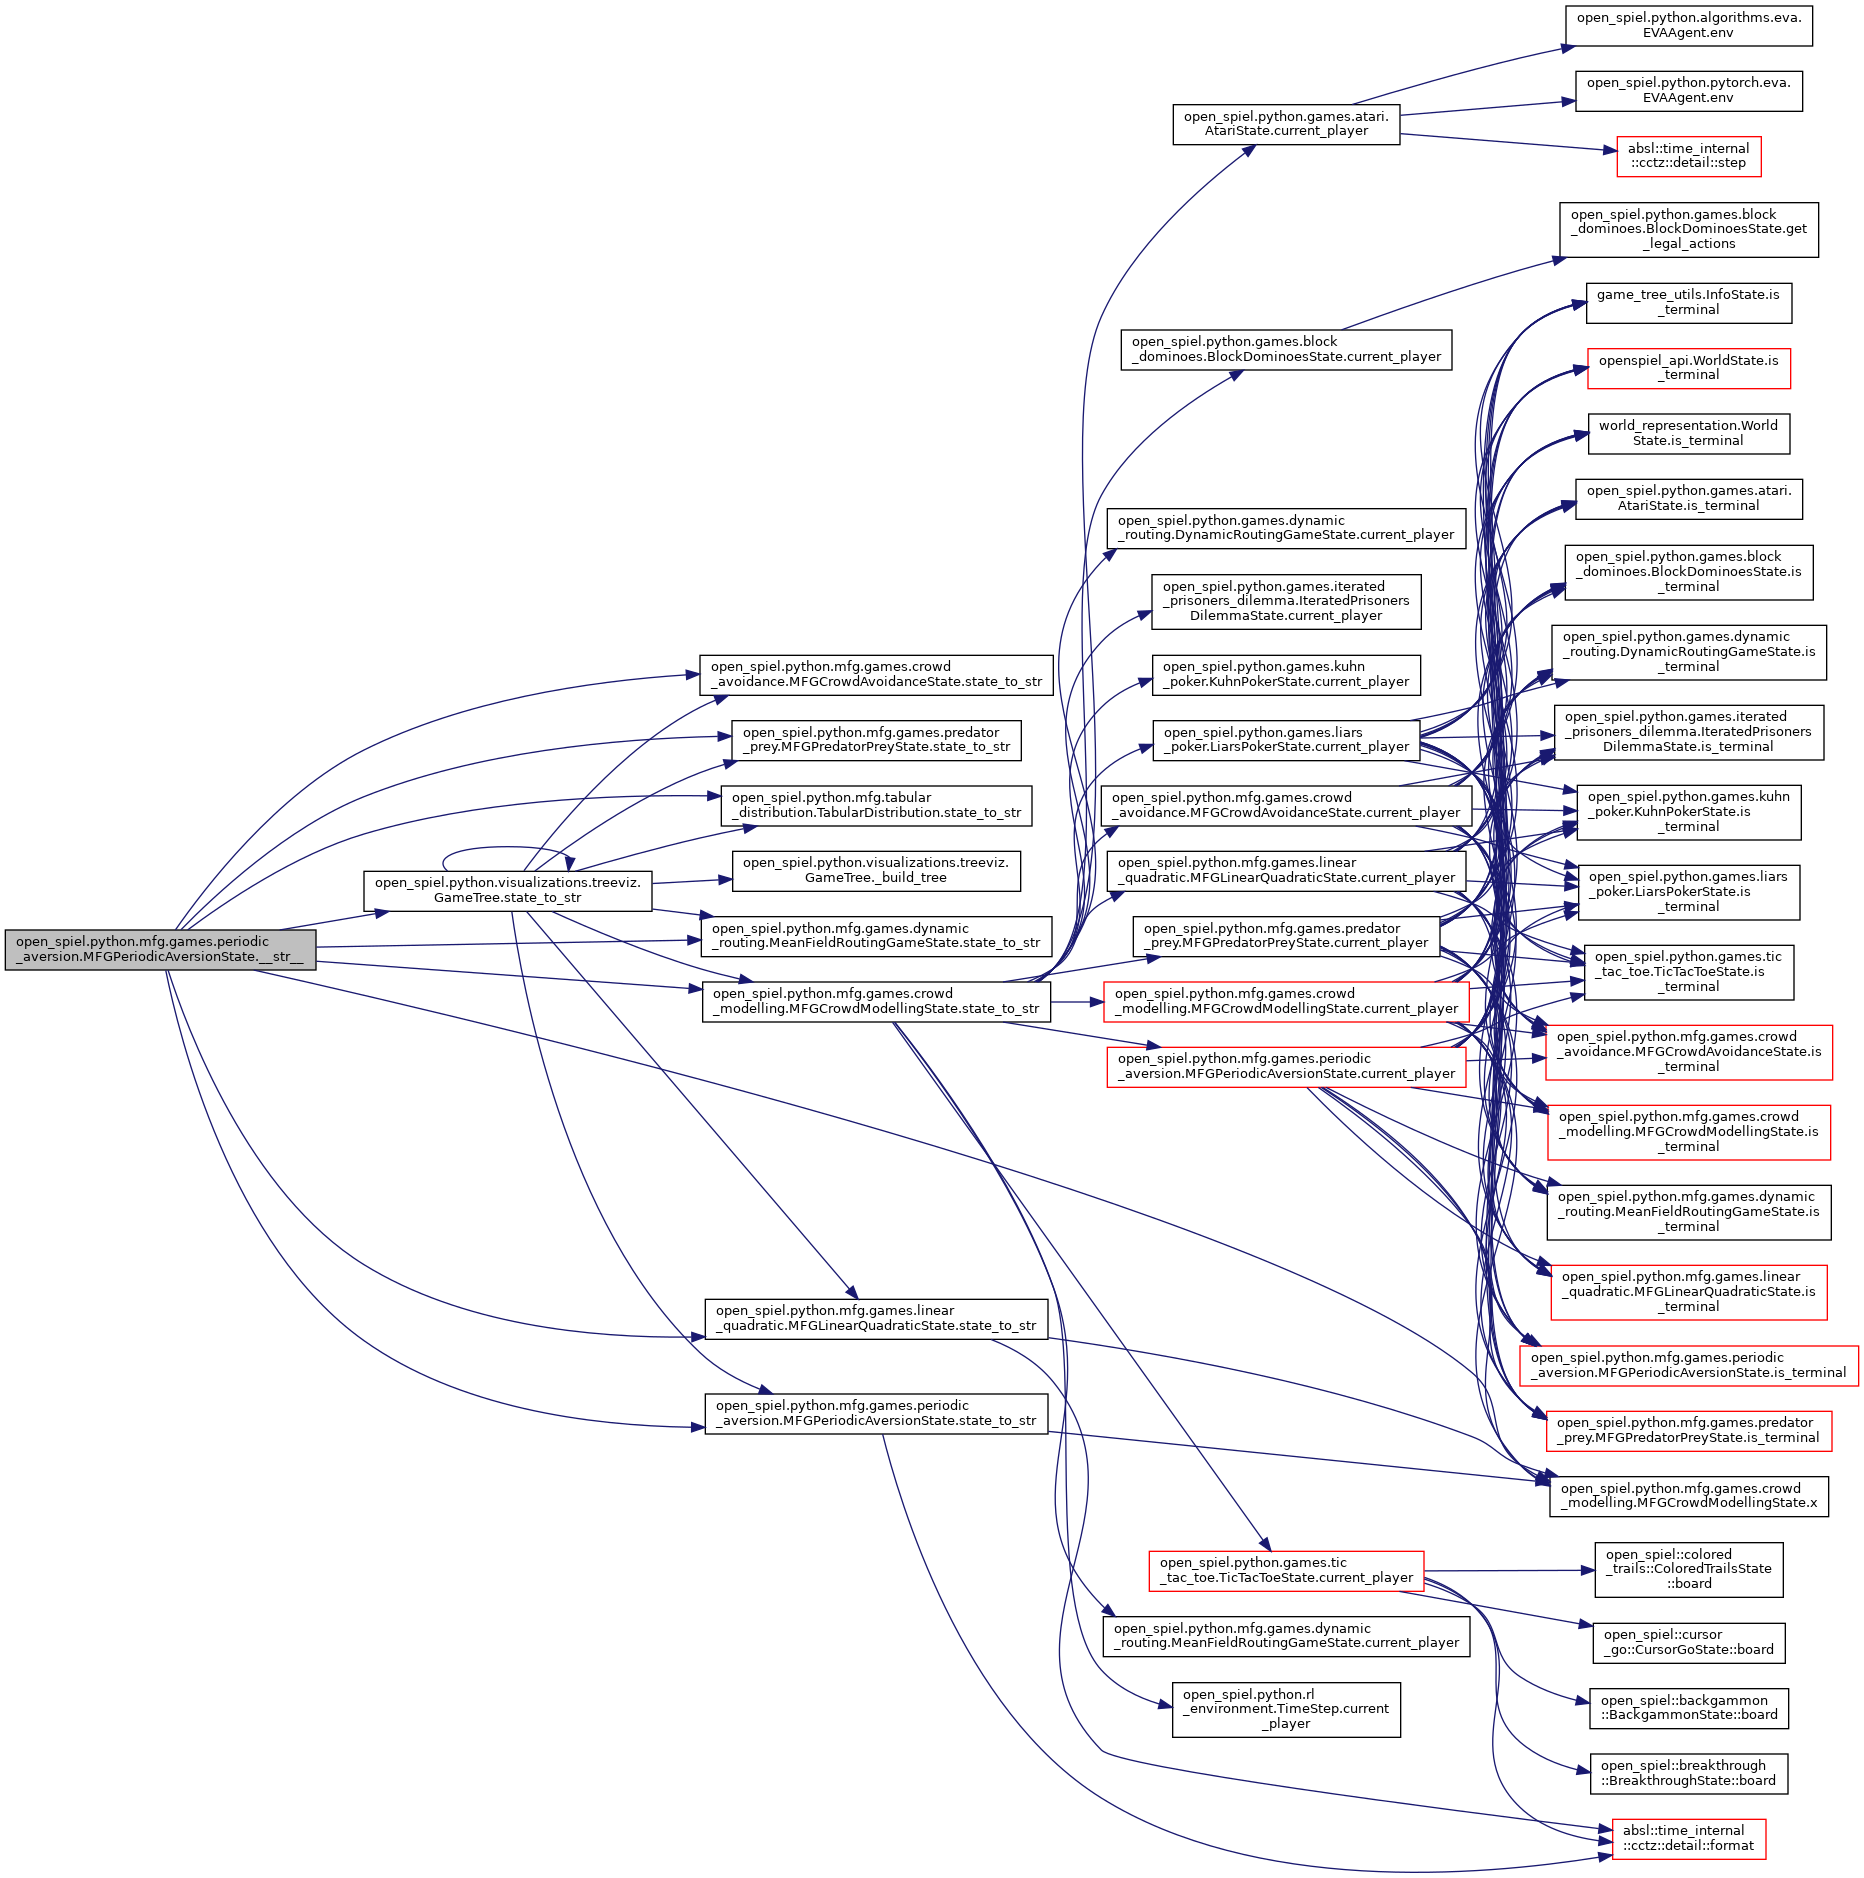 open_spiel.python.mfg.games.periodic
_aversion.MFGPeriodicAversionState.__str__
open_spiel.python.visualizations.treeviz.
GameTree.state_to_str
open_spiel.python.mfg.games.crowd
_avoidance.MFGCrowdAvoidanceState.state_to_str
open_spiel.python.mfg.games.predator
_prey.MFGPredatorPreyState.state_to_str
open_spiel.python.mfg.tabular
_distribution.TabularDistribution.state_to_str
open_spiel.python.visualizations.treeviz.
GameTree._build_tree
open_spiel.python.mfg.games.dynamic
_routing.MeanFieldRoutingGameState.state_to_str
open_spiel.python.mfg.games.crowd
_modelling.MFGCrowdModellingState.state_to_str
open_spiel.python.mfg.games.linear
_quadratic.MFGLinearQuadraticState.state_to_str
open_spiel.python.mfg.games.periodic
_aversion.MFGPeriodicAversionState.state_to_str
open_spiel.python.games.atari.
AtariState.current_player
open_spiel.python.games.block
_dominoes.BlockDominoesState.current_player
open_spiel.python.games.dynamic
_routing.DynamicRoutingGameState.current_player
open_spiel.python.games.iterated
_prisoners_dilemma.IteratedPrisoners
DilemmaState.current_player
open_spiel.python.games.kuhn
_poker.KuhnPokerState.current_player
open_spiel.python.games.liars
_poker.LiarsPokerState.current_player
open_spiel.python.mfg.games.crowd
_avoidance.MFGCrowdAvoidanceState.current_player
open_spiel.python.mfg.games.linear
_quadratic.MFGLinearQuadraticState.current_player
open_spiel.python.mfg.games.predator
_prey.MFGPredatorPreyState.current_player
open_spiel.python.mfg.games.crowd
_modelling.MFGCrowdModellingState.current_player
open_spiel.python.mfg.games.periodic
_aversion.MFGPeriodicAversionState.current_player
open_spiel.python.games.tic
_tac_toe.TicTacToeState.current_player
open_spiel.python.mfg.games.dynamic
_routing.MeanFieldRoutingGameState.current_player
open_spiel.python.rl
_environment.TimeStep.current
_player
open_spiel.python.algorithms.eva.
EVAAgent.env
open_spiel.python.pytorch.eva.
EVAAgent.env
absl::time_internal
::cctz::detail::step
open_spiel.python.games.block
_dominoes.BlockDominoesState.get
_legal_actions
game_tree_utils.InfoState.is
_terminal
openspiel_api.WorldState.is
_terminal
world_representation.World
State.is_terminal
open_spiel.python.games.atari.
AtariState.is_terminal
open_spiel.python.games.block
_dominoes.BlockDominoesState.is
_terminal
open_spiel.python.games.dynamic
_routing.DynamicRoutingGameState.is
_terminal
open_spiel.python.games.iterated
_prisoners_dilemma.IteratedPrisoners
DilemmaState.is_terminal
open_spiel.python.games.kuhn
_poker.KuhnPokerState.is
_terminal
open_spiel.python.games.liars
_poker.LiarsPokerState.is
_terminal
open_spiel.python.games.tic
_tac_toe.TicTacToeState.is
_terminal
open_spiel.python.mfg.games.crowd
_avoidance.MFGCrowdAvoidanceState.is
_terminal
open_spiel.python.mfg.games.crowd
_modelling.MFGCrowdModellingState.is
_terminal
open_spiel.python.mfg.games.dynamic
_routing.MeanFieldRoutingGameState.is
_terminal
open_spiel.python.mfg.games.linear
_quadratic.MFGLinearQuadraticState.is
_terminal
open_spiel.python.mfg.games.periodic
_aversion.MFGPeriodicAversionState.is_terminal
open_spiel.python.mfg.games.predator
_prey.MFGPredatorPreyState.is_terminal
open_spiel.python.mfg.games.crowd
_modelling.MFGCrowdModellingState.x
open_spiel::colored
_trails::ColoredTrailsState
::board
open_spiel::cursor
_go::CursorGoState::board
open_spiel::backgammon
::BackgammonState::board
open_spiel::breakthrough
::BreakthroughState::board
absl::time_internal
::cctz::detail::format